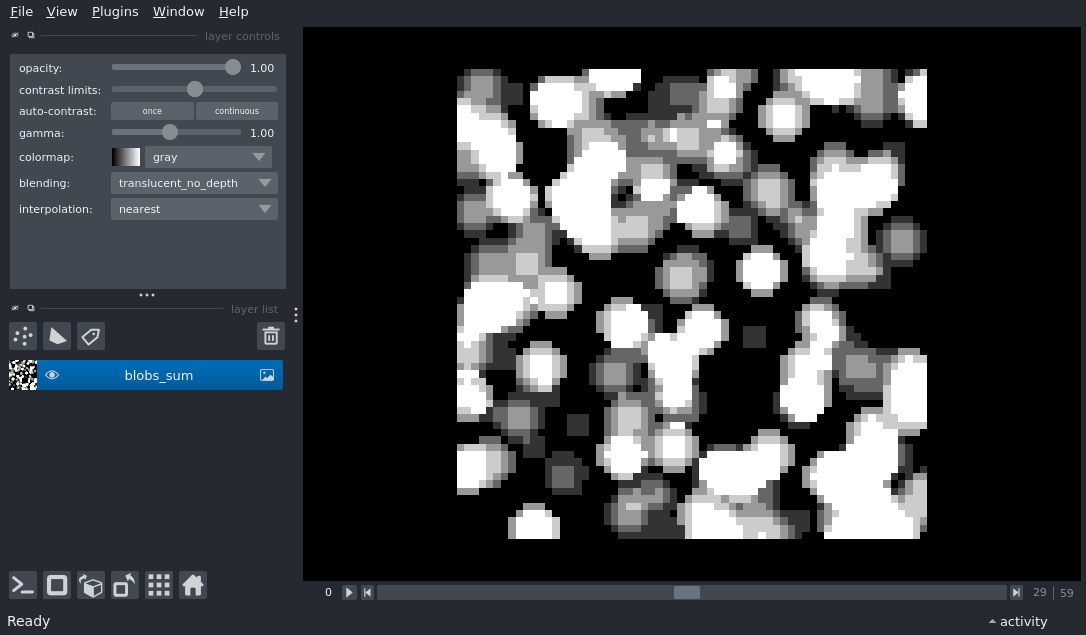 File View Plugins Window Help
layer controls
opacity: 1.00
contrast limits:
auto-contrast: once continuous
gamma: 1.00
colormap: gray
blending: translucent_no_depth
interpolation: nearest
layer list
blobs_sum
0 29 59
Ready activity